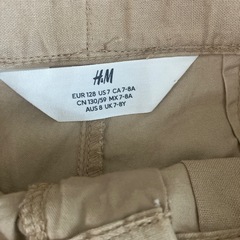 H&M
EUR 128 US 7 CA 7-8A
CN 130/59 MX 7-8A
AUS 8 UK 7-8Y